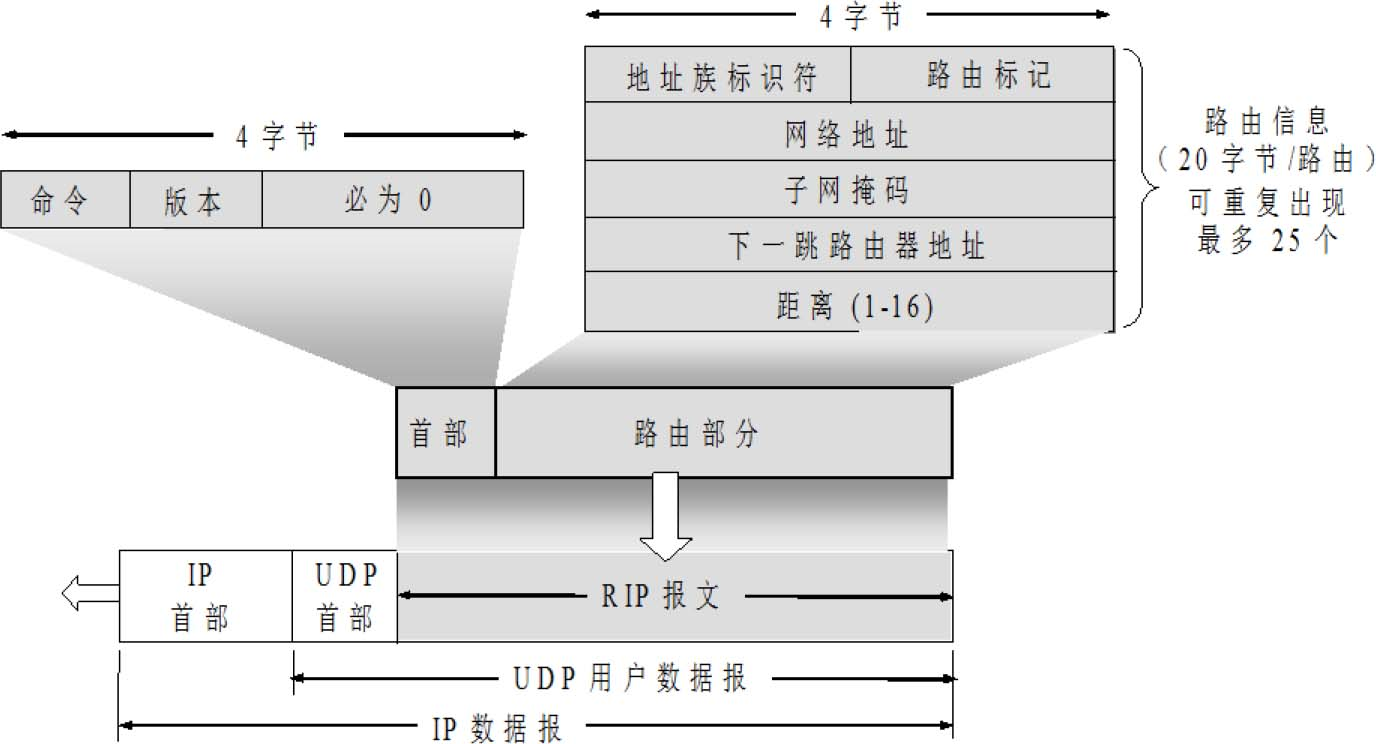 4 字节
地址族标识符 路由标记
网络地址
子网掩码
下一跳路由器地址
距离 (1-16)
路由信息
(20 字节/路由)
可重复出现
最多 25 个
4 字节
命令 版本 必为 0
首部 路由部分
IP
首部
UDP
首部
RIP 报文
UDP 用户数据报
IP 数据报